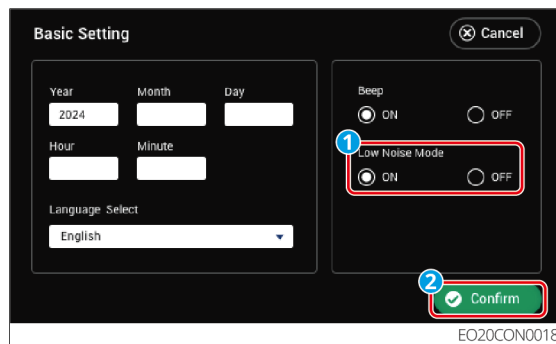 Basic Setting
Cancel
Year Month Day
2024
Hour Minute
Language Select
English
Beep
ON OFF
1
Low Noise Mode
ON OFF
2
Confirm
EO20CON0018